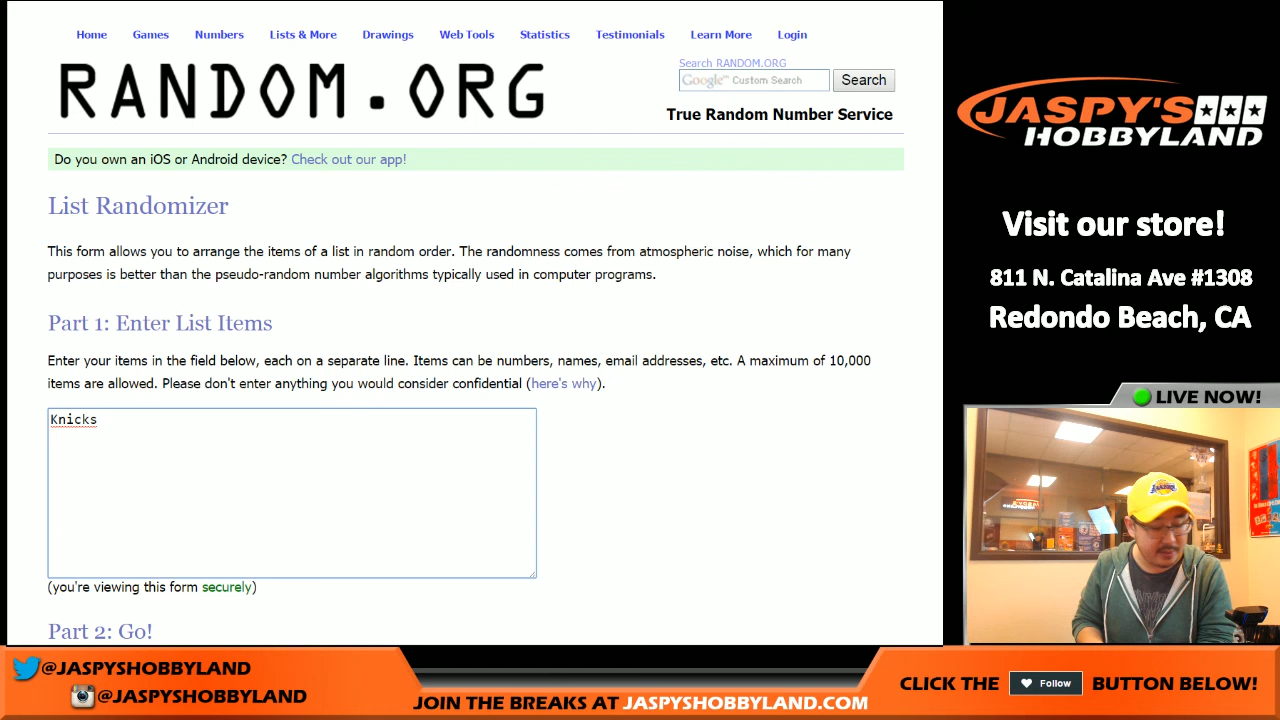 Home Games Numbers Lists & More Drawings Web Tools Statistics Testimonials Learn More Login
RANDOM.ORG
Search RANDOM.ORG
Google™ Custom Search Search
True Random Number Service
Do you own an iOS or Android device? Check out our app!
List Randomizer
This form allows you to arrange the items of a list in random order. The randomness comes from atmospheric noise, which for many
purposes is better than the pseudo-random number algorithms typically used in computer programs.
Part 1: Enter List Items
Enter your items in the field below, each on a separate line. Items can be numbers, names, email addresses, etc. A maximum of 10,000
items are allowed. Please don't enter anything you would consider confidential (here's why).
Knicks
(you're viewing this form securely)
Part 2: Go!
JASPY'S
HOBBYLAND
Visit our store!
811 N. Catalina Ave #1308
Redondo Beach, CA
LIVE NOW!
@JASPYSHOBBYLAND
@JASPYSHOBBYLAND
JOIN THE BREAKS AT JASPYSHOBBYLAND.COM
CLICK THE Follow BUTTON BELOW!